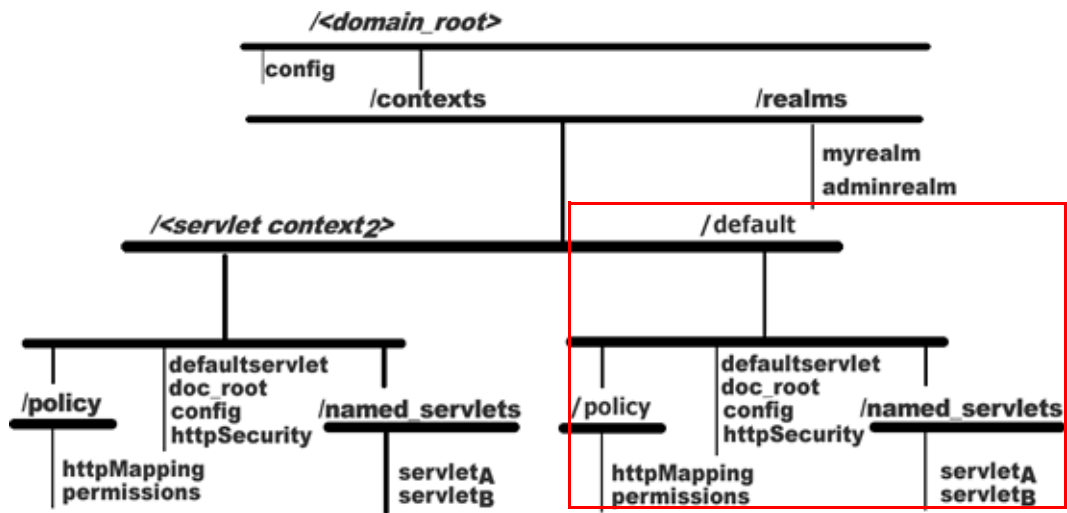 /<domain_root>
config
/contexts
/realms
myrealm
adminrealm
/<servlet context2>
/default
defaultservlet
doc_root
config
httpSecurity
/policy
/named_servlets
httpMapping
permissions
servletA
servletB
defaultservlet
doc_root
config
httpSecurity
/policy
/named_servlets
httpMapping
permissions
servletA
servletB